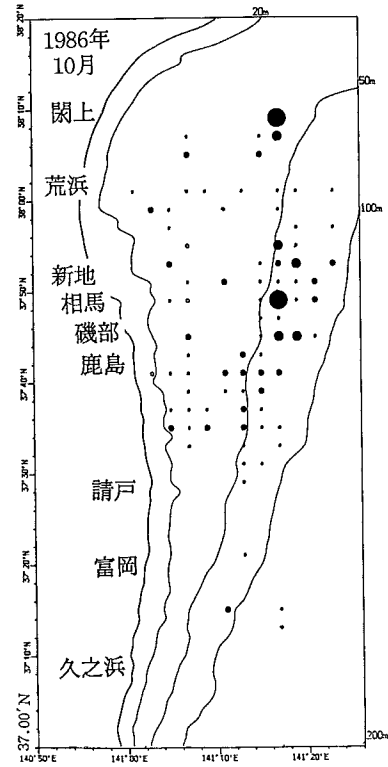 1986年
10月
20m
50m
100m
200m
閖上
荒浜
新地
相馬
磯部
鹿島
請戸
富岡
久之浜
38°20'N
38°10'N
38°00'N
37°50'N
37°40'N
37°30'N
37°20'N
37°10'N
37.00'N
140°50'E
141°00'E
141°10'E
141°20'E